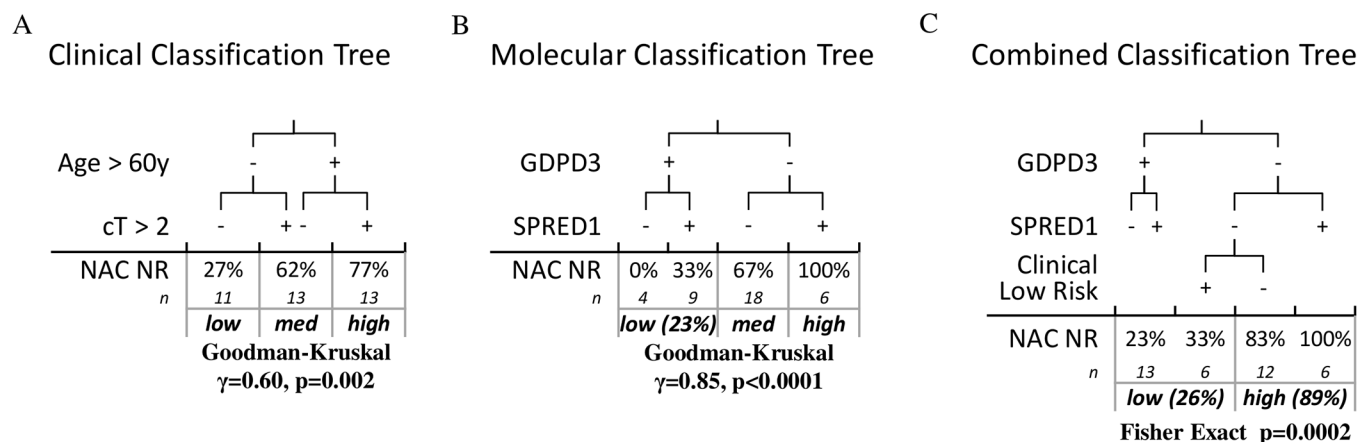 A
Clinical Classification Tree
Age > 60y - +
cT > 2 - + - +
NAC NR 27% 62% 77%
n 11 13 13
low med high
Goodman-Kruskal
γ=0.60, p=0.002
B
Molecular Classification Tree
GDPD3 + -
SPRED1 - + - +
NAC NR 0% 33% 67% 100%
n 4 9 18 6
low (23%) med high
Goodman-Kruskal
γ=0.85, p<0.0001
C
Combined Classification Tree
GDPD3 + -
SPRED1 - + - +
Clinical
Low Risk + -
NAC NR 23% 33% 83% 100%
n 13 6 12 6
low (26%) high (89%)
Fisher Exact p=0.0002